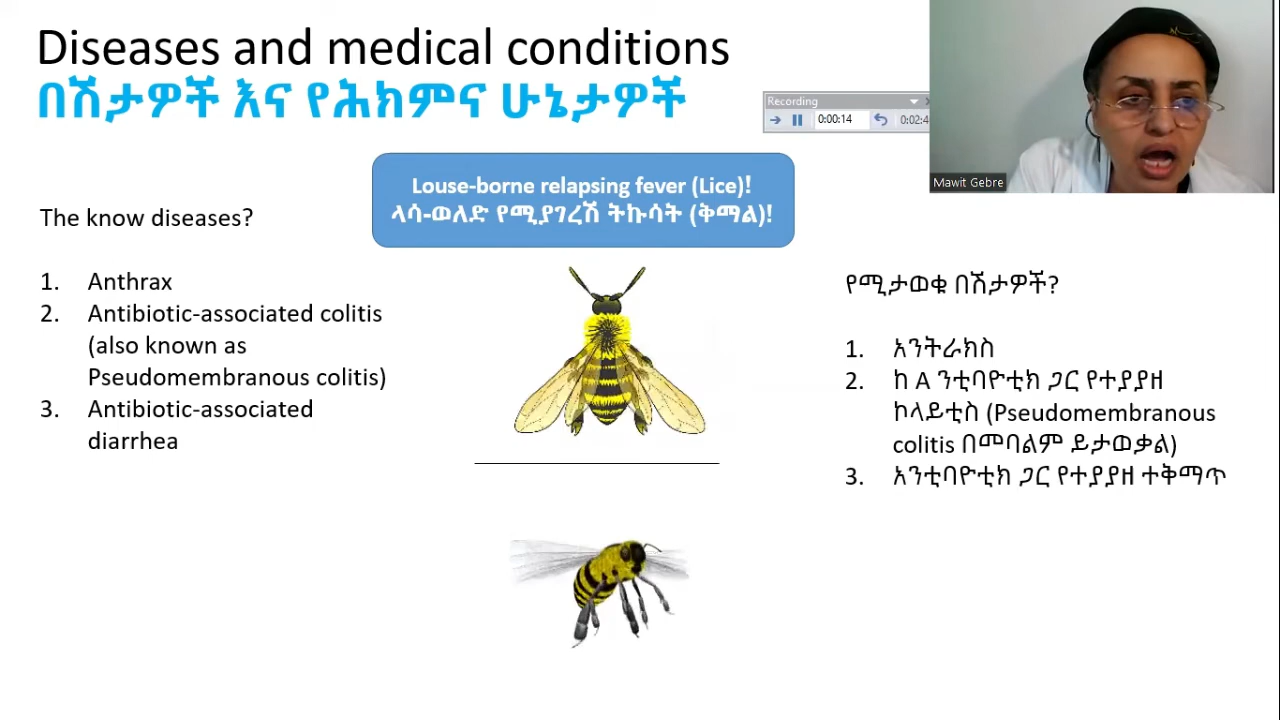 Diseases and medical conditions
በሽታዎች እና የሕክምና ሁኔታዎች
Recording
0:00:14
0:02:4
Mawit Gebre
Louse-borne relapsing fever (Lice)!
ላሳ-ወለድ የሚያገረሽ ትኩሳት (ቅማል)!
The know diseases?
1. Anthrax
2. Antibiotic-associated colitis
(also known as
Pseudomembranous colitis)
3. Antibiotic-associated
diarrhea
የሚታወቁ በሽታዎች?
1. አንትራክስ
2. ከ A ንቲባዮቲክ ጋር የተያያዘ
ኮላይቲስ (Pseudomembranous
colitis በመባልም ይታወቃል)
3. አንቲባዮቲክ ጋር የተያያዘ ተቅማጥ